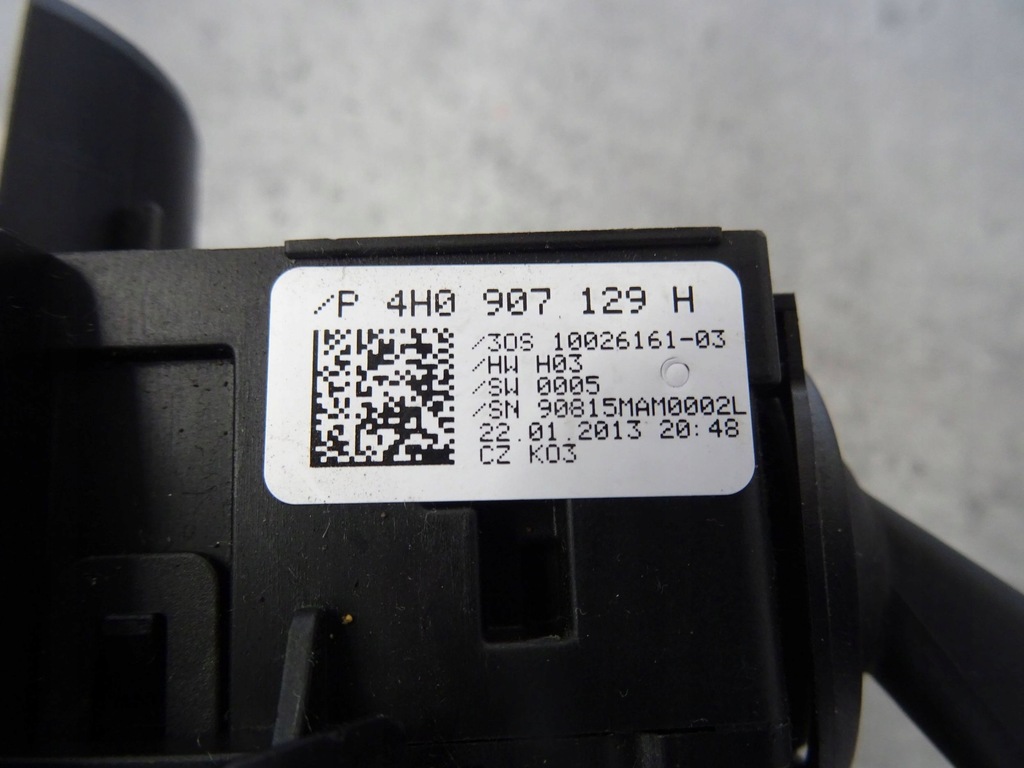 /P 4H0 907 129 H
/3OS 10026161-03
/HW H03
/SW 0005
/SN 90815MAM0002L
22.01.2013 20:48
CZ K03